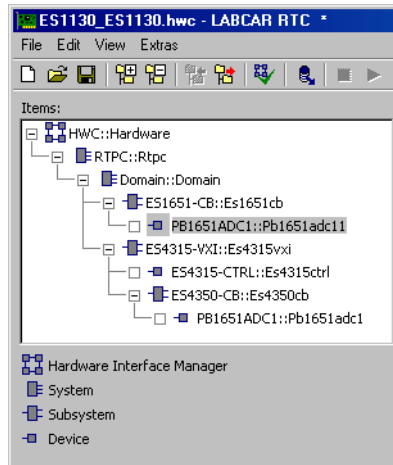 ES1130_ES1130.hwc - LABCAR RTC *
File Edit View Extras
Items:
HWC::Hardware
RTPC::Rtpc
Domain::Domain
ES1651-CB::Es1651cb
PB1651ADC1::Pb1651adc11
ES4315-VXI::Es4315vxi
ES4315-CTRL::Es4315ctrl
ES4350-CB::Es4350cb
PB1651ADC1::Pb1651adc1
Hardware Interface Manager
System
Subsystem
Device